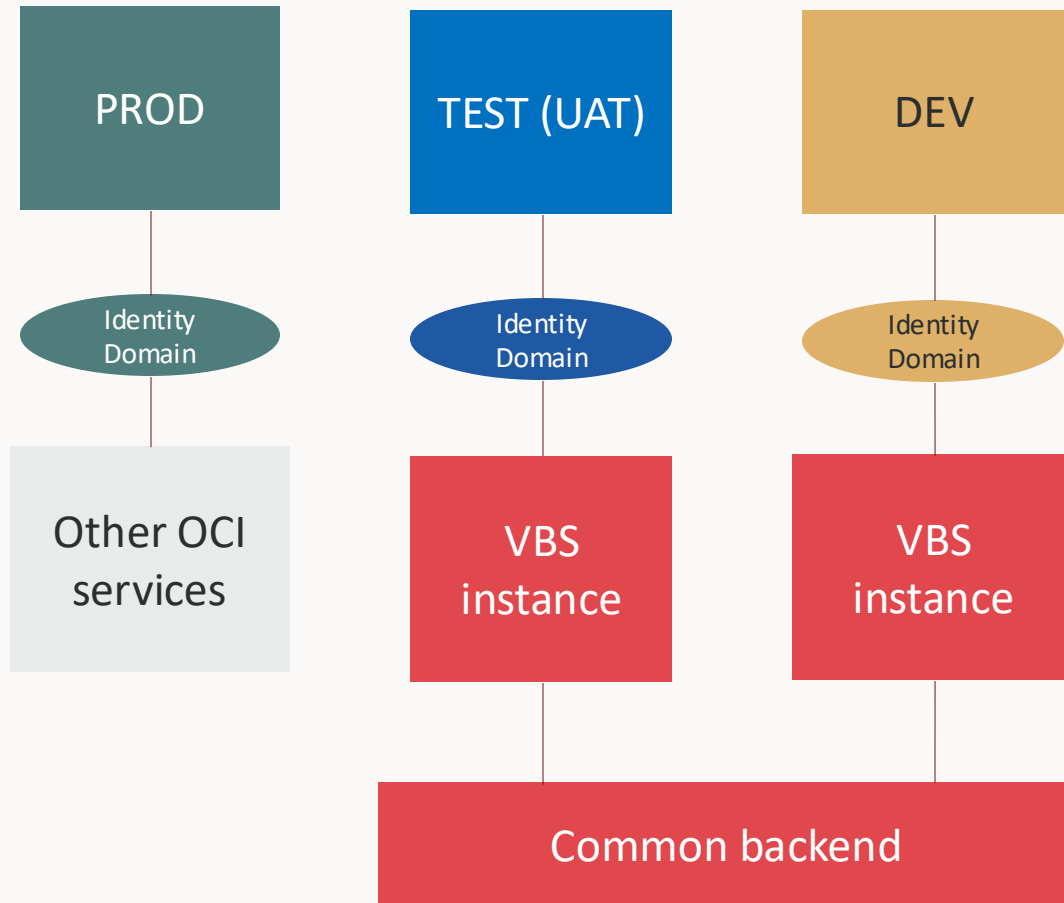 PROD
TEST (UAT)
DEV
Identity
Domain
Identity
Domain
Identity
Domain
Other OCI
services
VBS
instance
VBS
instance
Common backend